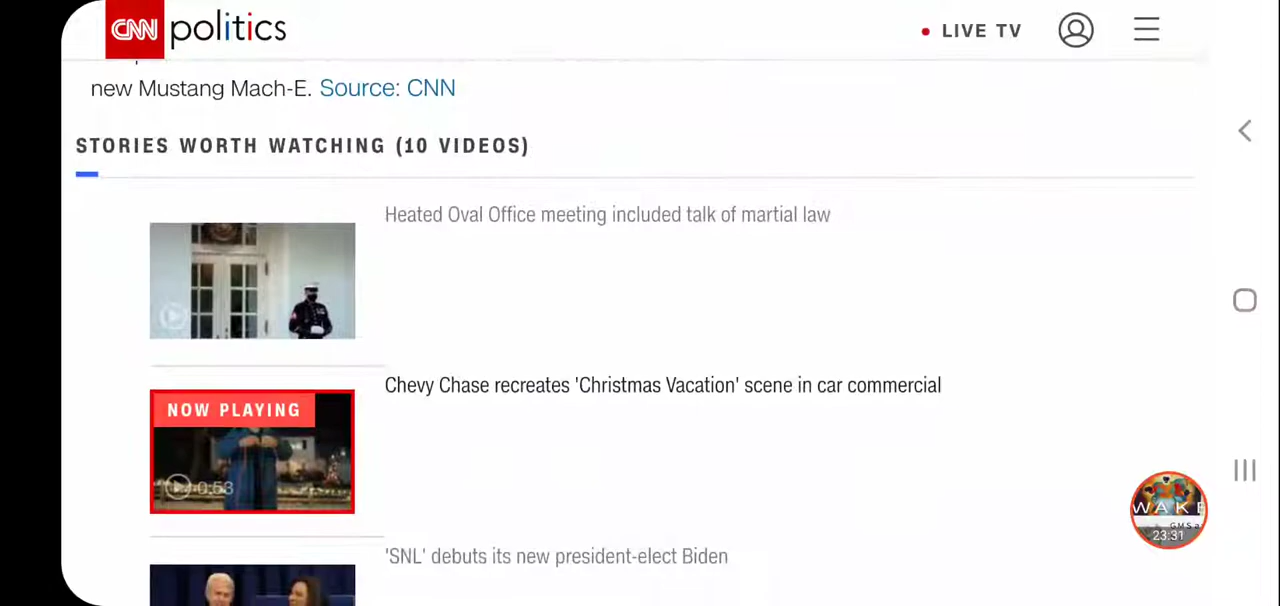 CNN politics
LIVE TV
new Mustang Mach-E. Source: CNN
STORIES WORTH WATCHING (10 VIDEOS)
Heated Oval Office meeting included talk of martial law
Chevy Chase recreates 'Christmas Vacation' scene in car commercial
NOW PLAYING
0:53
'SNL' debuts its new president-elect Biden
WAKE
GMS a
23:31